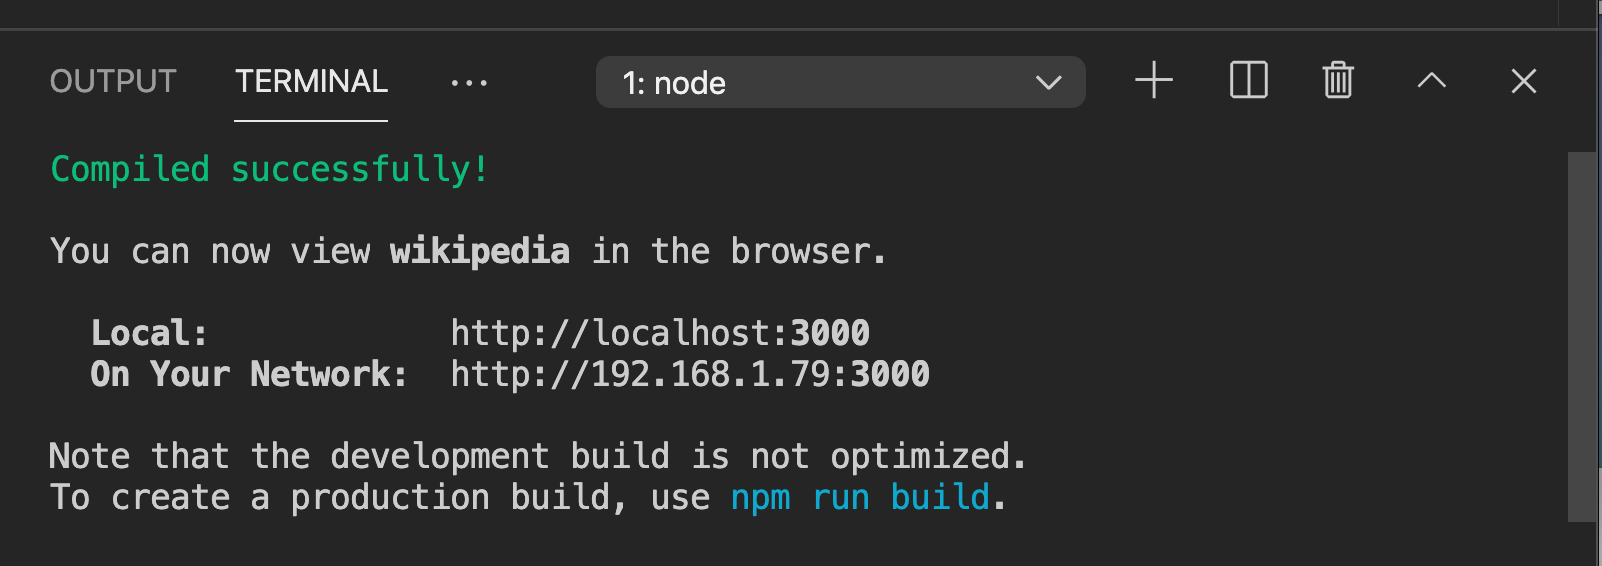 OUTPUT TERMINAL ... 1: node
Compiled successfully!
You can now view wikipedia in the browser.
Local: http://localhost:3000
On Your Network: http://192.168.1.79:3000
Note that the development build is not optimized.
To create a production build, use npm run build.